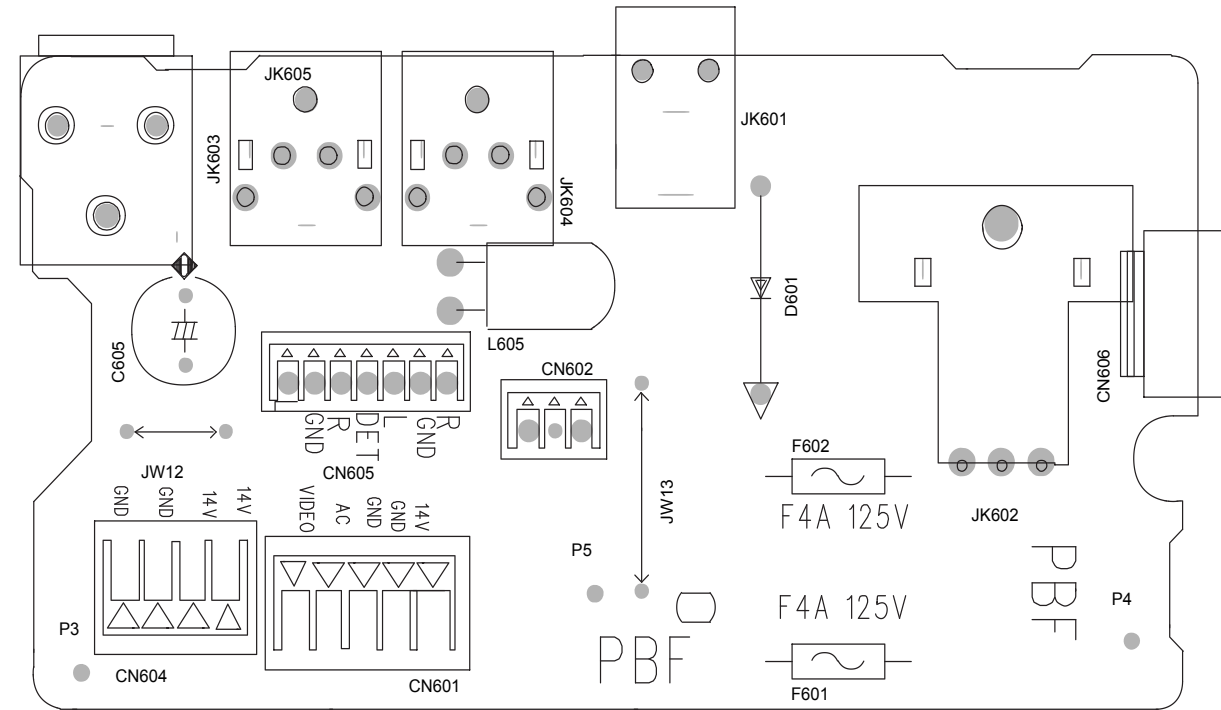 JK605
JK603
JK604
JK601
D601
C605
L605
CN606
CN602
GND
R
DET
L
GND
R
CN605
JW12
GND
GND
14V
14V
VIDEO
AC
GND
GND
14V
JW13
F602
F4A 125V
JK602
P5
PBF
P4
F4A 125V
P3
PBF
CN604
CN601
F601